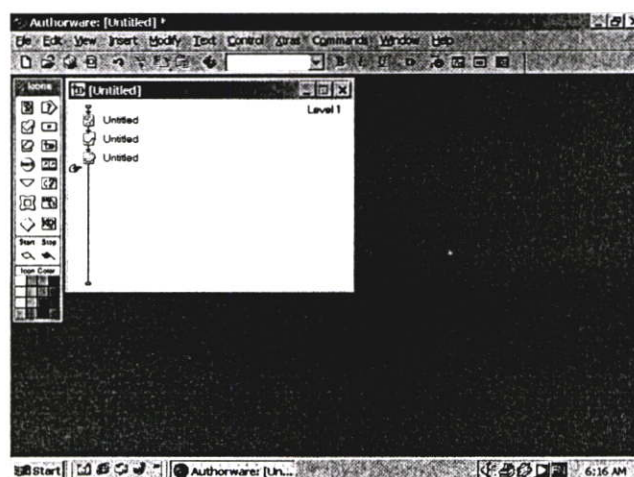 Authorware: [Untitled] *
File Edit View Insert Modify Text Control Xtras Commands Window Help
B I U
Icons
[Untitled]
Level 1
Untitled
Untitled
Untitled
Start Stop
Icon Color
Start
Authorware: [Un...
6:16 AM